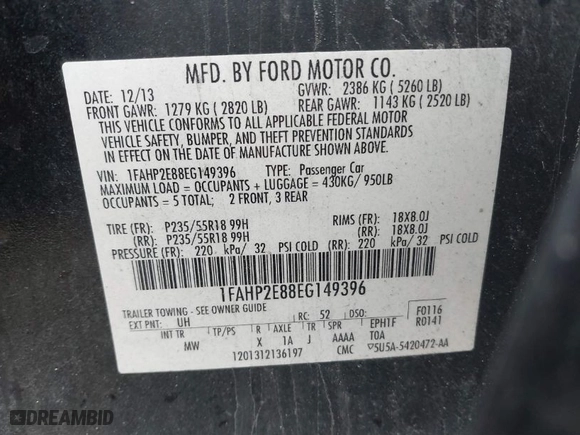 MFD. BY FORD MOTOR CO.
DATE: 12/13 GVWR: 2386 KG ( 5260 LB)
FRONT GAWR: 1279 KG ( 2820 LB) REAR GAWR: 1143 KG ( 2520 LB)
THIS VEHICLE CONFORMS TO ALL APPLICABLE FEDERAL MOTOR
VEHICLE SAFETY, BUMPER, AND THEFT PREVENTION STANDARDS
IN EFFECT ON THE DATE OF MANUFACTURE SHOWN ABOVE.
VIN: 1FAHP2E88EG149396 TYPE: Passenger Car
MAXIMUM LOAD = OCCUPANTS + LUGGAGE = 430KG/ 950LB
OCCUPANTS = 5 TOTAL; 2 FRONT, 3 REAR
TIRE (FR): P235/55R18 99H RIMS (FR): 18X8.0J
(RR): P235/55R18 99H (RR): 18X8.0J
PRESSURE (FR): 220 kPa/ 32 PSI COLD (RR): 220 kPa/ 32 PSI COLD
1FAHP2E88EG149396
TRAILER TOWING - SEE OWNER GUIDE
EXT PNT: UH RC: 52 DSO: F0116
INT TR TP/PS R AXLE TR SPR EPHTF R0141
MW X 1A J AAAA TOA
1201312136197 CMC ▽5U5A-5420472-AA
DREAMBID